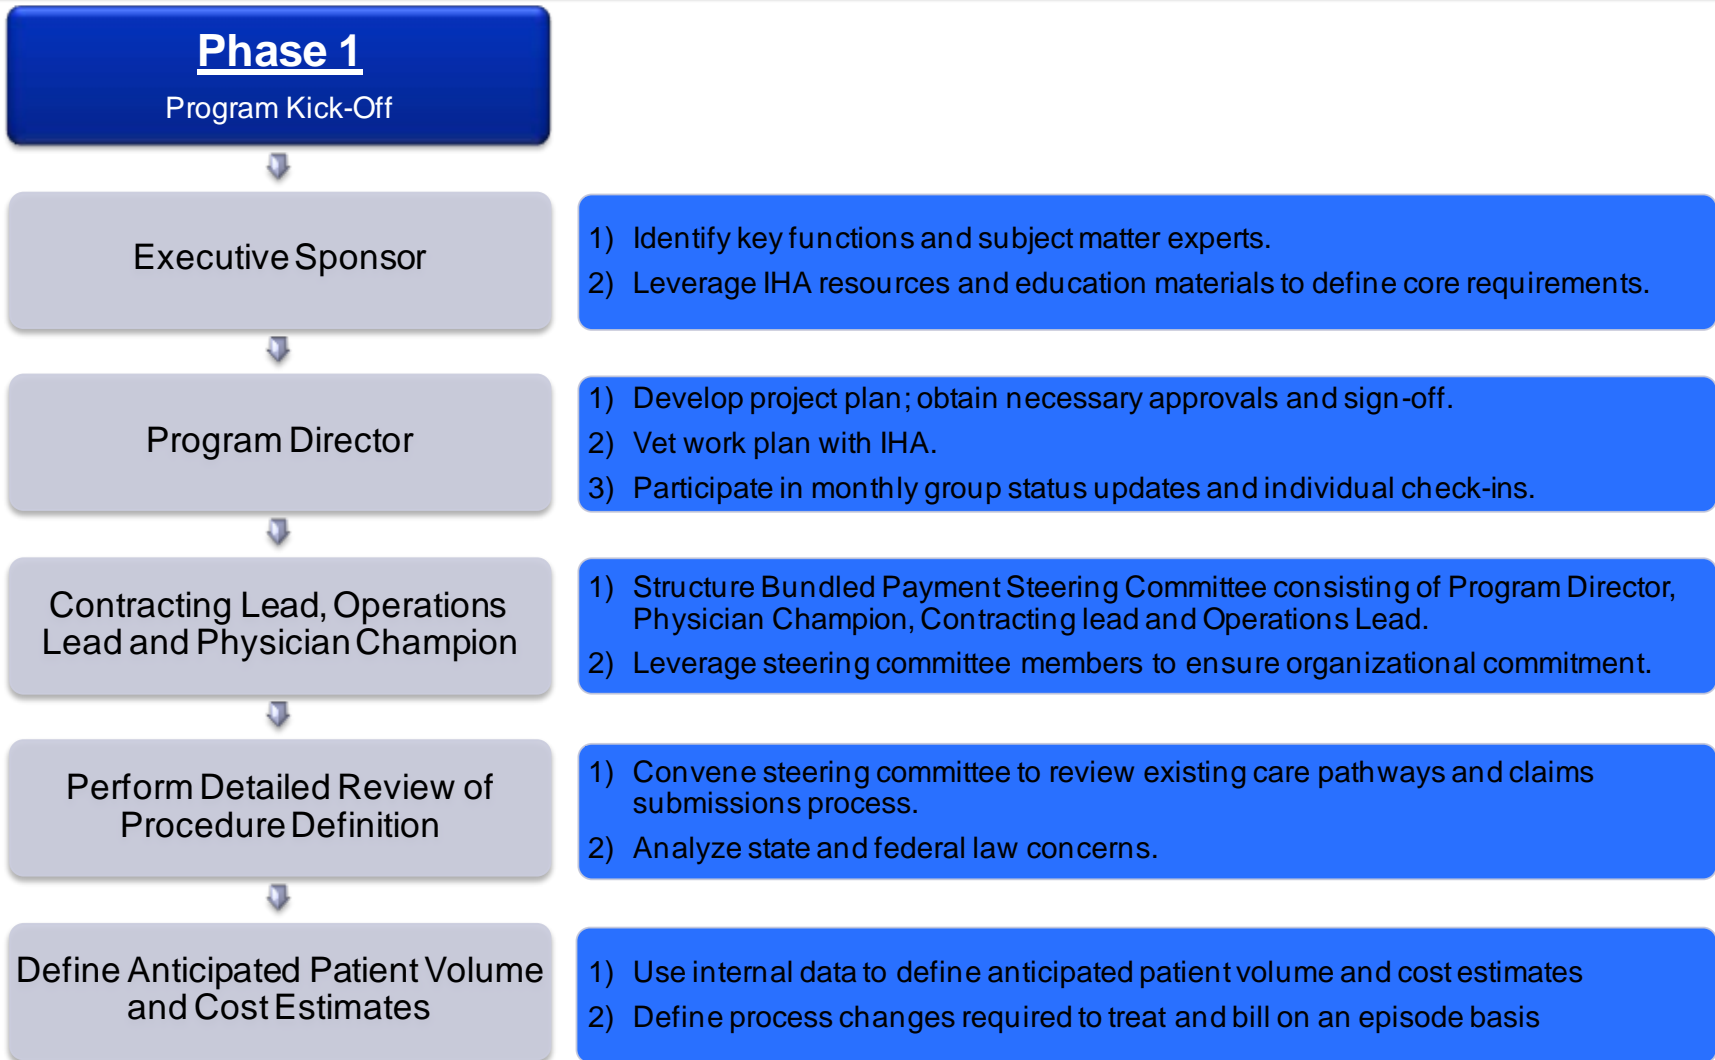 Phase 1
Program Kick-Off
Executive Sponsor
1) Identify key functions and subject matter experts.
2) Leverage IHA resources and education materials to define core requirements.
Program Director
1) Develop project plan; obtain necessary approvals and sign-off.
2) Vet work plan with IHA.
3) Participate in monthly group status updates and individual check-ins.
Contracting Lead, Operations
Lead and Physician Champion
1) Structure Bundled Payment Steering Committee consisting of Program Director,
Physician Champion, Contracting lead and Operations Lead.
2) Leverage steering committee members to ensure organizational commitment.
Perform Detailed Review of
Procedure Definition
1) Convene steering committee to review existing care pathways and claims
submissions process.
2) Analyze state and federal law concerns.
Define Anticipated Patient Volume
and Cost Estimates
1) Use internal data to define anticipated patient volume and cost estimates
2) Define process changes required to treat and bill on an episode basis